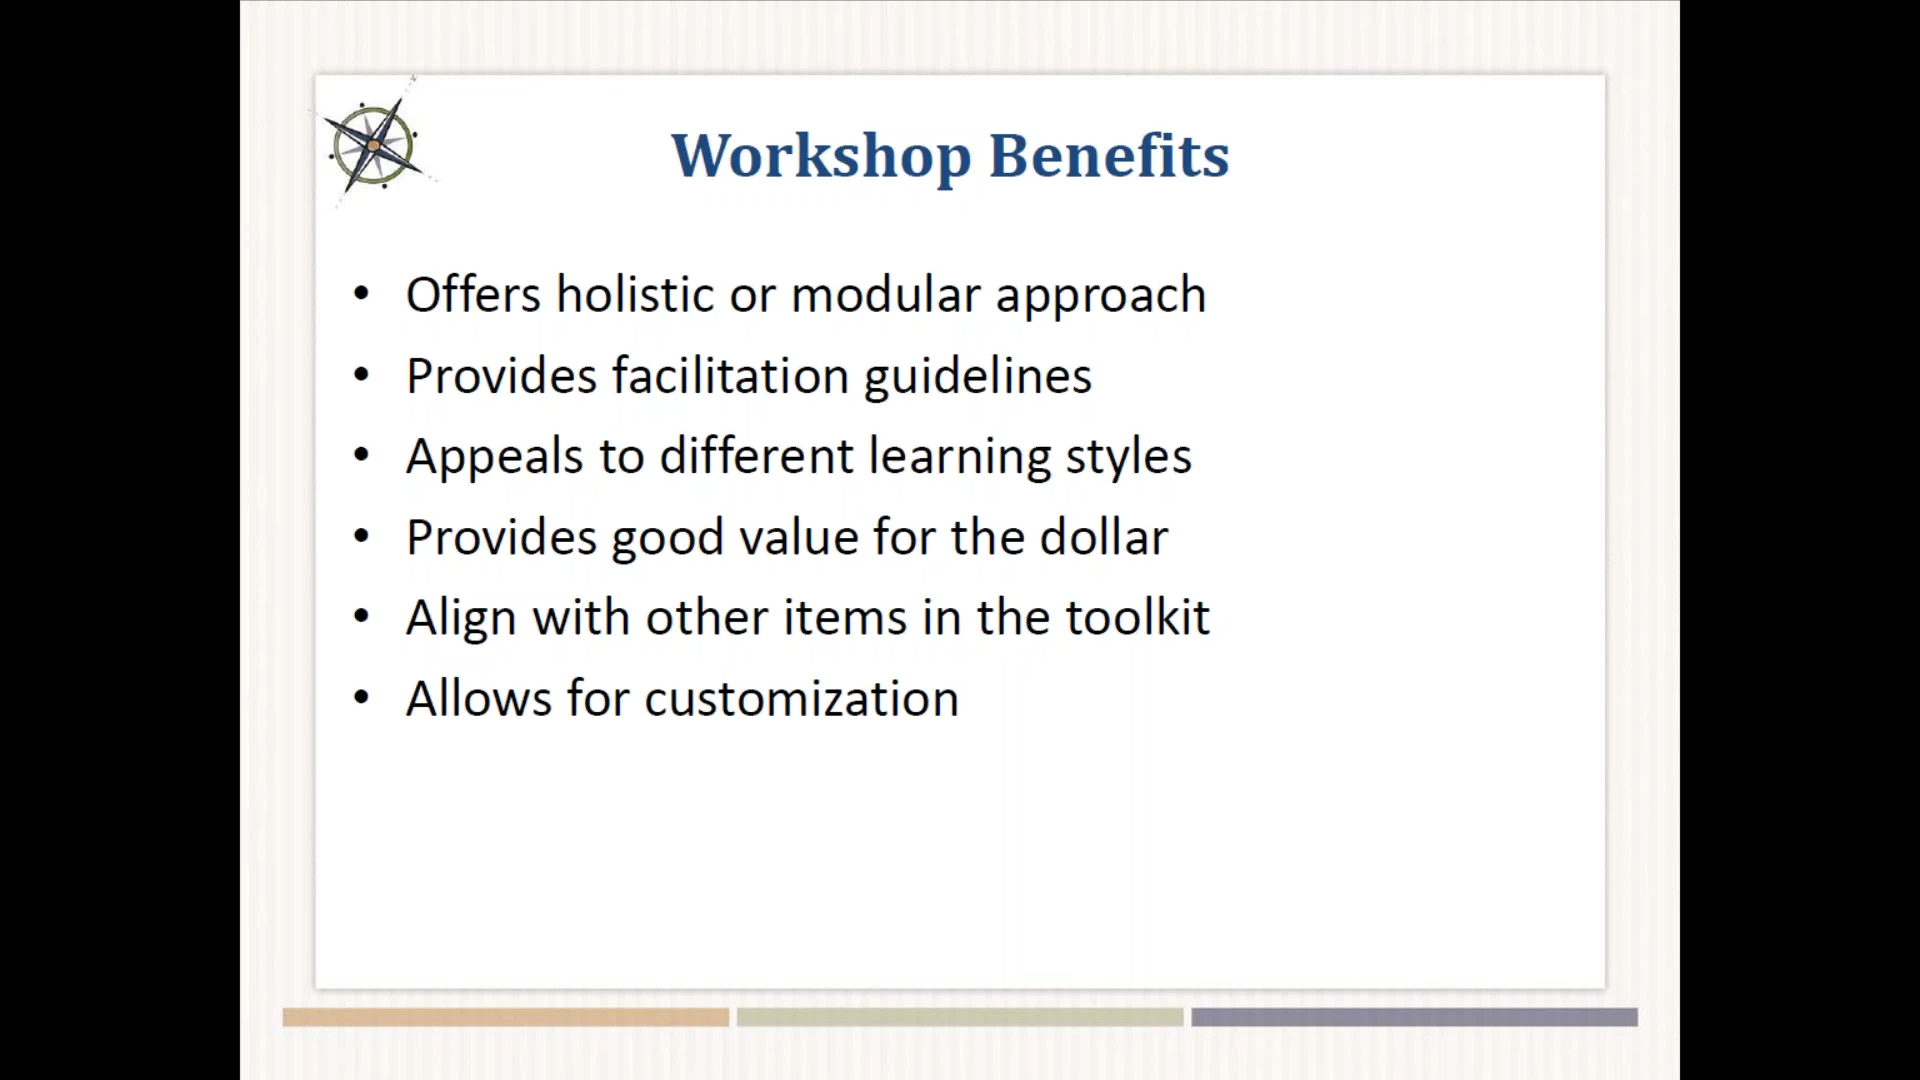 Workshop Benefits
• Offers holistic or modular approach
• Provides facilitation guidelines
• Appeals to different learning styles
• Provides good value for the dollar
• Align with other items in the toolkit
• Allows for customization